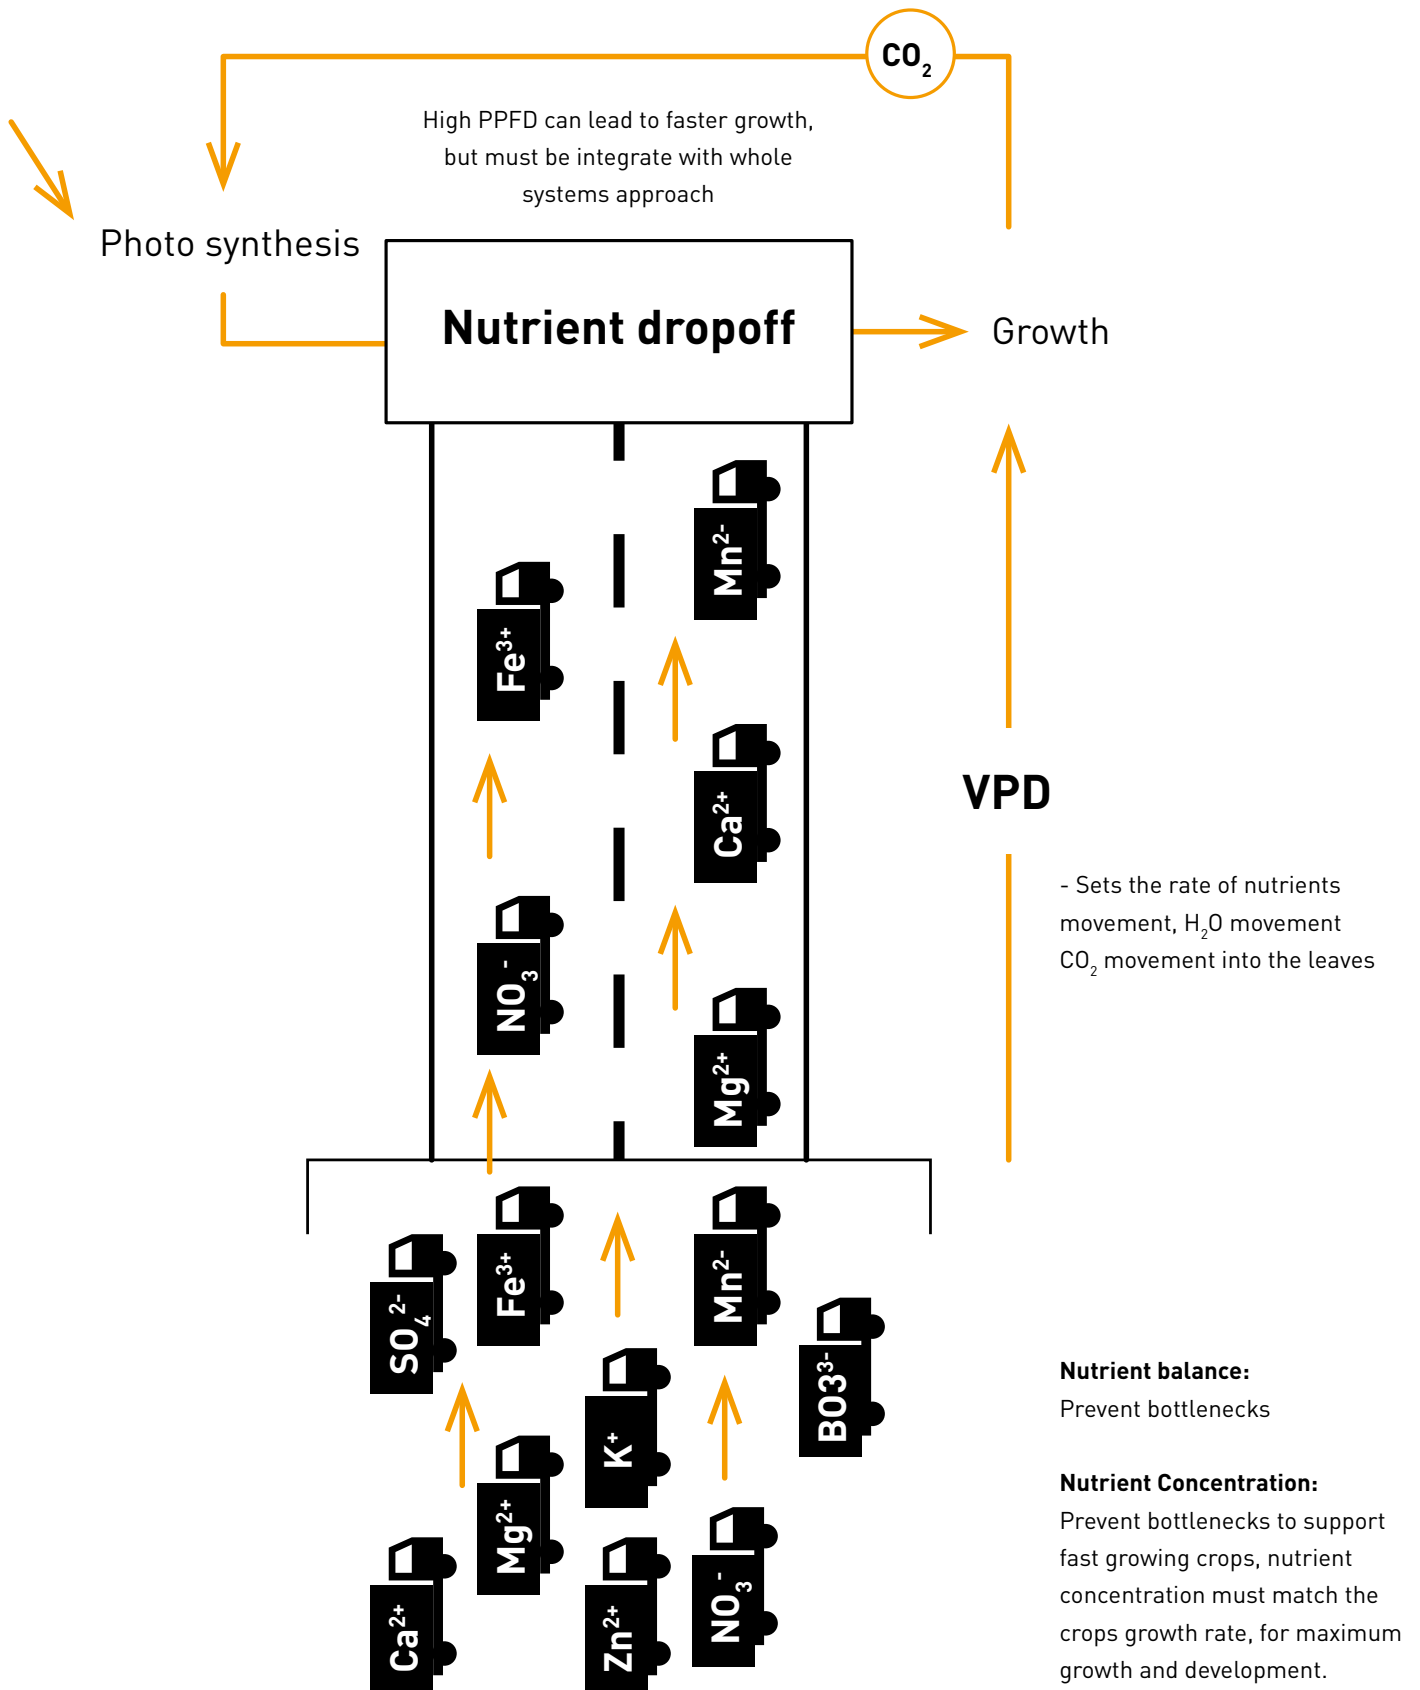 CO₂
High PPFD can lead to faster growth,
but must be integrate with whole
systems approach
Photo synthesis
Nutrient dropoff
Growth
Mn²⁻
Fe³⁺
Ca²⁺
VPD
- Sets the rate of nutrients
movement, H₂O movement
CO₂ movement into the leaves
NO₃⁻
Mg²⁺
Fe³⁺
Mn²⁻
SO₄²⁻
BO3³⁻
K⁺
Mg²⁺
Ca²⁺
Zn²⁺
NO₃⁻
Nutrient balance:
Prevent bottlenecks
Nutrient Concentration:
Prevent bottlenecks to support
fast growing crops, nutrient
concentration must match the
crops growth rate, for maximum
growth and development.